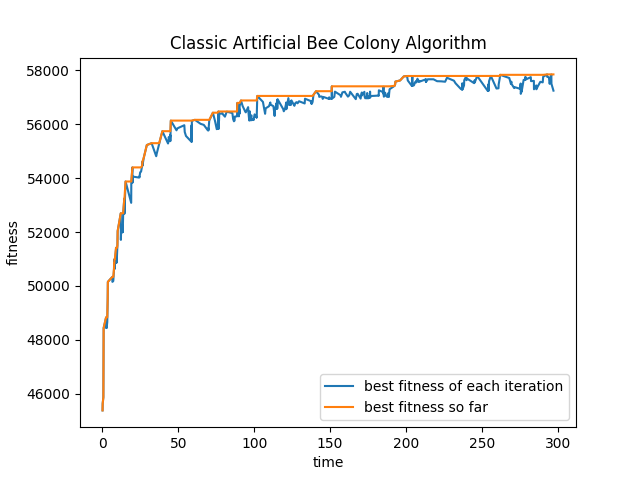 Classic Artificial Bee Colony Algorithm
58000
56000
54000
52000
50000
48000
46000
fitness
best fitness of each iteration
best fitness so far
0 50 100 150 200 250 300
time